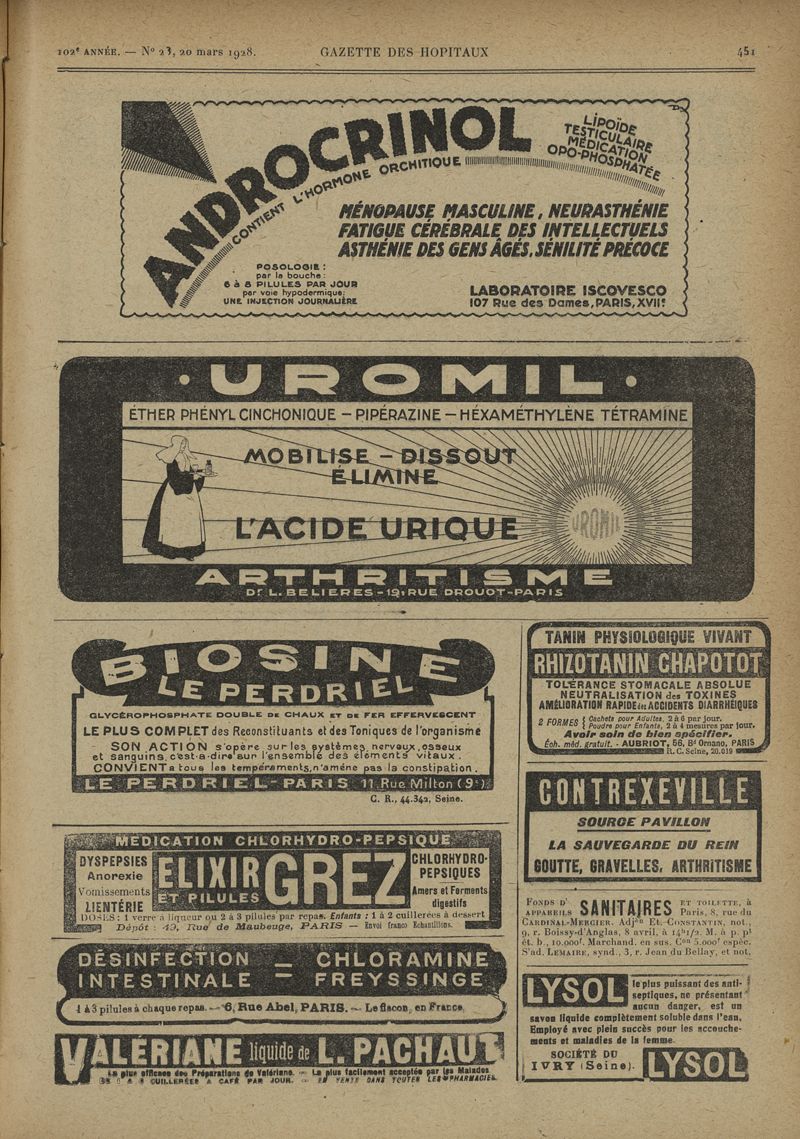 102e ANNÉE. — No 23, 20 mars 1928. GAZETTE DES HOPITAUX 451
ANDROCRINOL
CONTIENT L'HORMONE ORCHITIQUE
LIPOÏDE
TESTICULAIRE
MÉDICATION
OPO-PHOSPHATÉE
MÉNOPAUSE MASCULINE, NEURASTHÉNIE
FATIGUE CÉRÉBRALE DES INTELLECTUELS
ASTHÉNIE DES GENS ÂGÉS, SÉNILITÉ PRÉCOCE
POSOLOGIE :
par la bouche :
6 à 8 PILULES PAR JOUR
par voie hypodermique:
UNE INJECTION JOURNALIÈRE
LABORATOIRE ISCOVESCO
107 Rue des Dames, PARIS, XVIIe
· UROMIL ·
ÉTHER PHÉNYL CINCHONIQUE — PIPÉRAZINE — HÉXAMÉTHYLÈNE TÉTRAMINE
MOBILISE — DISSOUT
ÉLIMINE
L'ACIDE URIQUE
UROMIL
ARTHRITISME
Dr L. BELIERES - 19, RUE DROUOT - PARIS
BIOSINE
LE PERDRIEL
GLYCÉROPHOSPHATE DOUBLE DE CHAUX ET DE FER EFFERVESCENT
LE PLUS COMPLET des Reconstituants et des Toniques de l'organisme
SON ACTION s'opère sur les systèmes nerveux, osseux
et sanguins, c'est-a-dire sur l'ensemble des éléments vitaux.
CONVIENT a tous les tempéraments, n'amène pas la constipation.
LE PERDRIEL - PARIS 11 Rue Milton (9e)
C. R., 44.342, Seine.
MEDICATION CHLORHYDRO-PEPSIQUE
DYSPEPSIES
Anorexie
Vomissements
LIENTÉRIE
ELIXIR GREZ
ET PILULES
CHLORHYDRO-
PEPSIQUES
Amers et Ferments
digestifs
DOSES : 1 verre à liqueur ou 2 à 3 pilules par repas. Enfants : 1 à 2 cuillerées à dessert
Dépôt : 49, Rue de Maubeuge, PARIS — Envoi franco Echantillons.
DÉSINFECTION — CHLORAMINE
INTESTINALE — FREYSSINGE
1 à 3 pilules à chaque repas. — 6, Rue Abel, PARIS. — Le flacon, en France,
VALÉRIANE liquide de L. PACHAUT
La plus efficace des Préparations de Valériane. — La plus facilement acceptée par les Malades
CUILLERÉES A CAFÉ PAR JOUR. — EN VENTE DANS TOUTES LES PHARMACIES.
TANIN PHYSIOLOGIQUE VIVANT
RHIZOTANIN CHAPOTOT
TOLÉRANCE STOMACALE ABSOLUE
NEUTRALISATION des TOXINES
AMÉLIORATION RAPIDE des ACCIDENTS DIARRHÉIQUES
2 FORMES { Cachets pour Adultes, 2 à 6 par jour.
Poudre pour Enfants, 2 à 4 mesures par jour.
Avoir soin de bien spécifier.
Éch. méd. gratuit. - AUBRIOT, 56, Bd Ornano, PARIS
R. C. Seine, 20.019
CONTREXEVILLE
SOURCE PAVILLON
LA SAUVEGARDE DU REIN
GOUTTE, GRAVELLES, ARTHRITISME
FONDS D' APPAREILS SANITAIRES ET TOILETTE, à Paris, 8, rue du
CARDINAL-MERCIER. Adjon Et. CONSTANTIN, not.,
9, r. Boissy-d'Anglas, 8 avril, à 14h1/2. M. à p. pt
ét. b., 10.000f. Marchand. en sus. Con 5.000f espèc.
S'ad. LEMAIRE, synd., 3, r. Jean du Bellay, et not.
LYSOL
le plus puissant des anti-
septiques, ne présentant
aucun danger, est un
savon liquide complètement soluble dans l'eau.
Employé avec plein succès pour les accouche-
ments et maladies de la femme.
SOCIÉTÉ DU LYSOL
IVRY (Seine).